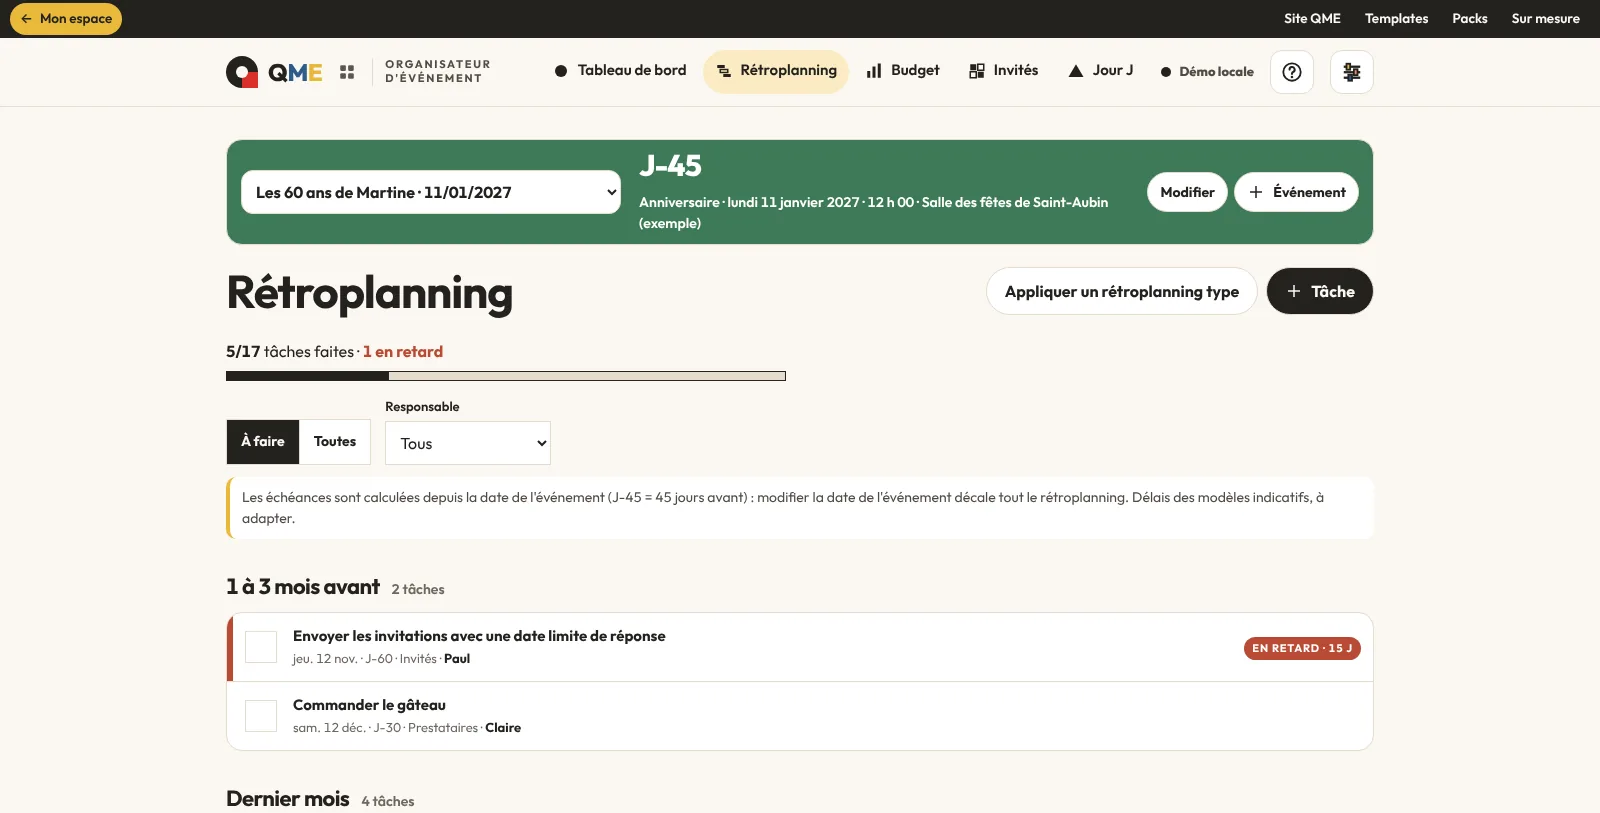 ← Mon espace
Site QME
Templates
Packs
Sur mesure
QME
ORGANISATEUR
D'ÉVÉNEMENT
Tableau de bord
Rétroplanning
Budget
Invités
Jour J
Démo locale
Les 60 ans de Martine · 11/01/2027
J-45
Anniversaire · lundi 11 janvier 2027 · 12 h 00 · Salle des fêtes de Saint-Aubin
(exemple)
Modifier
+ Événement
Rétroplanning
Appliquer un rétroplanning type
+ Tâche
5/17 tâches faites · 1 en retard
Responsable
À faire
Toutes
Tous
Les échéances sont calculées depuis la date de l'événement (J-45 = 45 jours avant) : modifier la date de l'événement décale tout le rétroplanning. Délais des modèles indicatifs, à
adapter.
1 à 3 mois avant 2 tâches
Envoyer les invitations avec une date limite de réponse
jeu. 12 nov. · J-60 · Invités · Paul
EN RETARD · 15 J
Commander le gâteau
sam. 12 déc. · J-30 · Prestataires · Claire
Dernier mois 4 tâches